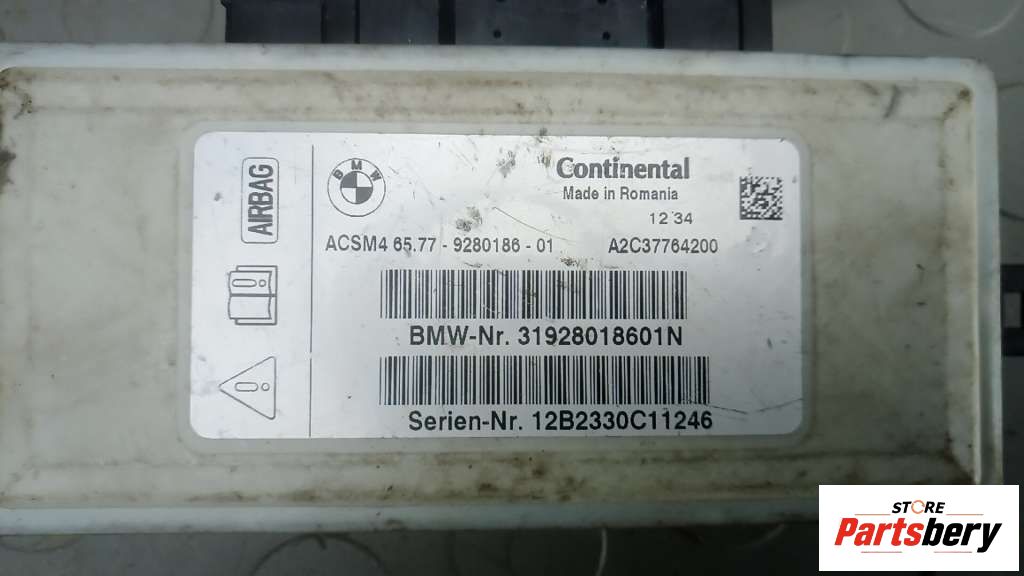 AIRBAG
BMW
Continental
Made in Romania
12 34
ACSM4 65.77 - 9280186 - 01 A2C37764200
BMW-Nr. 31928018601N
Serien-Nr. 12B2330C11246
STORE
Partsbery